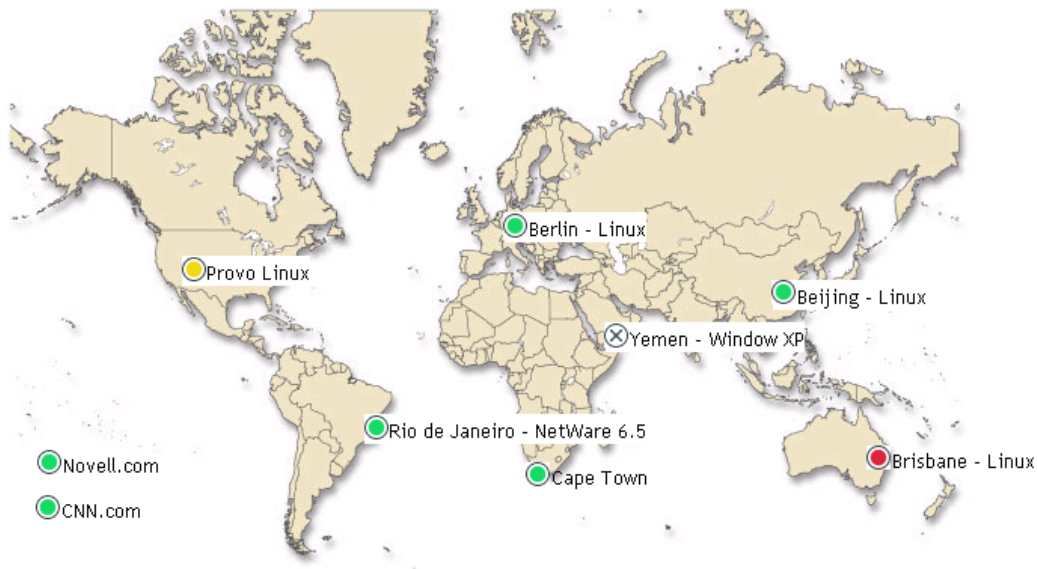 Berlin - Linux
Provo Linux
Beijing - Linux
Yemen - Window XP
Rio de Janeiro - NetWare 6.5
Novell.com
Brisbane - Linux
Cape Town
CNN.com